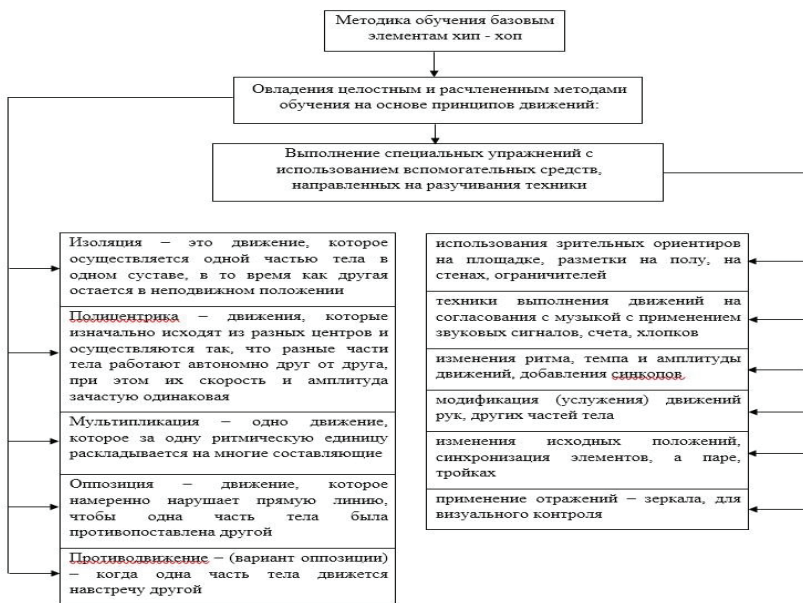 Методика обучения базовым
элементам хип - хоп
Овладения целостным и расчлененным методами
обучения на основе принципов движений:
Выполнение специальных упражнений с
использованием вспомогательных средств,
направленных на разучивания техники
Изоляция – это движение, которое
осуществляется одной частью тела в
одном суставе, в то время как другая
остается в неподвижном положении
Полицентрика – движения, которые
изначально исходят из разных центров и
осуществляются так, что разные части
тела работают автономно друг от друга,
при этом их скорость и амплитуда
зачастую одинаковая
Мультипликация – одно движение,
которое за одну ритмическую единицу
раскладывается на многие составляющие
Оппозиция – движение, которое
намеренно нарушает прямую линию,
чтобы одна часть тела была
противопоставлена другой
Противодвижение – (вариант оппозиции)
– когда одна часть тела движется
навстречу другой
использования зрительных ориентиров
на площадке, разметки на полу, на
стенах, ограничителей
техники выполнения движений на
согласования с музыкой с применением
звуковых сигналов, счета, хлопков
изменения ритма, темпа и амплитуды
движений, добавления синкопов
модификация (услужения) движений
рук, других частей тела
изменения исходных положений,
синхронизация элементов, а паре,
тройках
применение отражений – зеркала, для
визуального контроля